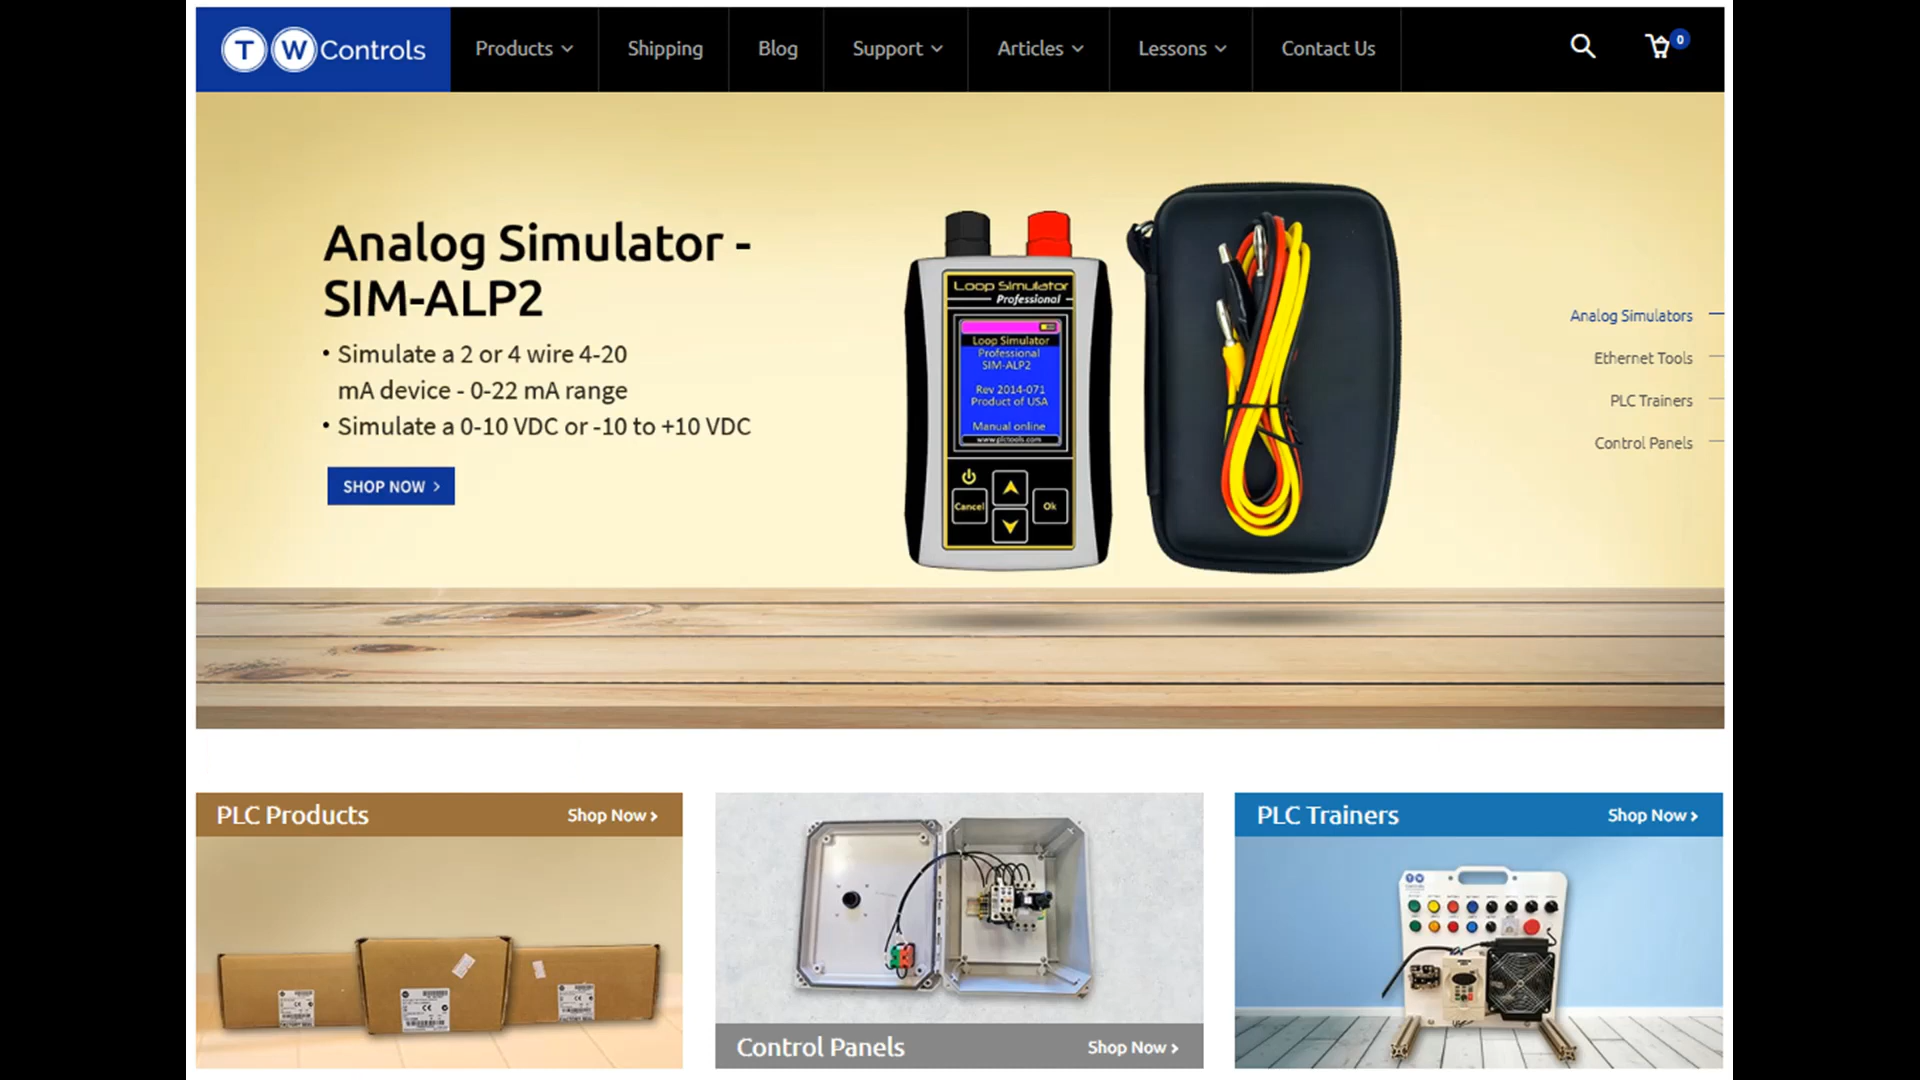 T W Controls
Products
Shipping
Blog
Support
Articles
Lessons
Contact Us
0
Analog Simulator -
SIM-ALP2
• Simulate a 2 or 4 wire 4-20
mA device - 0-22 mA range
• Simulate a 0-10 VDC or -10 to +10 VDC
SHOP NOW >
Loop Simulator
Professional
Loop Simulator
Professional
SIM-ALP2
Rev 2014-071
Product of USA
Manual online
www.plctools.com
Cancel
Ok
Analog Simulators
Ethernet Tools
PLC Trainers
Control Panels
PLC Products
Shop Now >
PLC Trainers
Shop Now >
Control Panels
Shop Now >